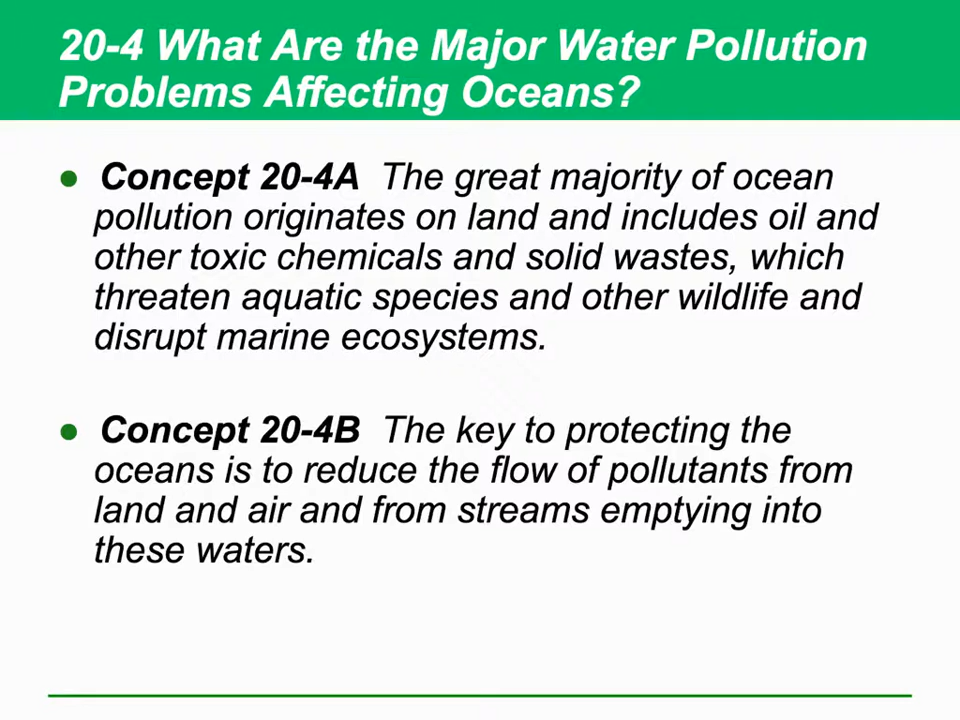 20-4 What Are the Major Water Pollution
Problems Affecting Oceans?
● Concept 20-4A The great majority of ocean
pollution originates on land and includes oil and
other toxic chemicals and solid wastes, which
threaten aquatic species and other wildlife and
disrupt marine ecosystems.
● Concept 20-4B The key to protecting the
oceans is to reduce the flow of pollutants from
land and air and from streams emptying into
these waters.